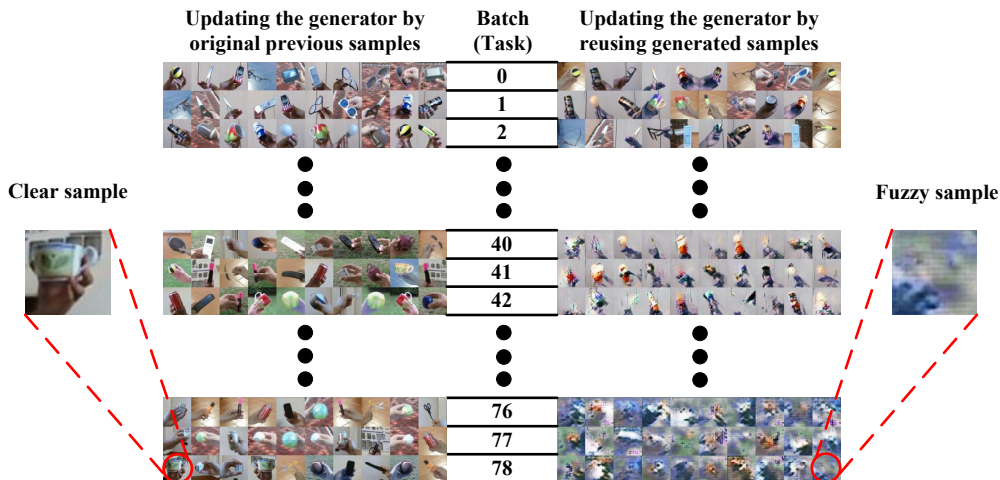 Updating the generator by
original previous samples
Batch
(Task)
Updating the generator by
reusing generated samples
0
1
2
Clear sample
Fuzzy sample
40
41
42
76
77
78